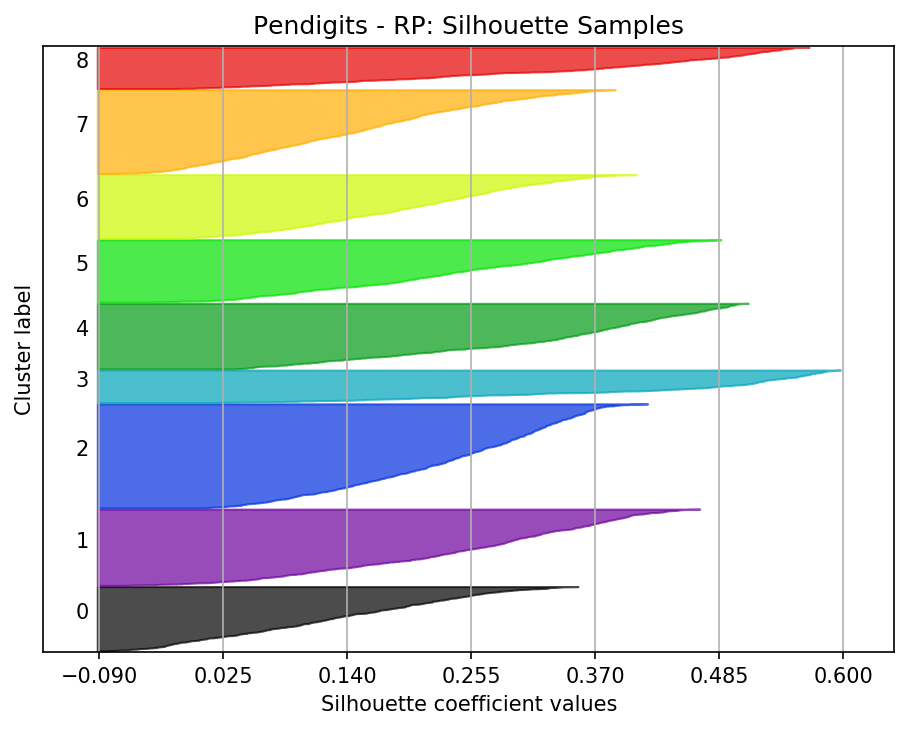 Pendigits - RP: Silhouette Samples
8
7
6
5
4
3
2
1
0
Cluster label
−0.090 0.025 0.140 0.255 0.370 0.485 0.600
Silhouette coefficient values